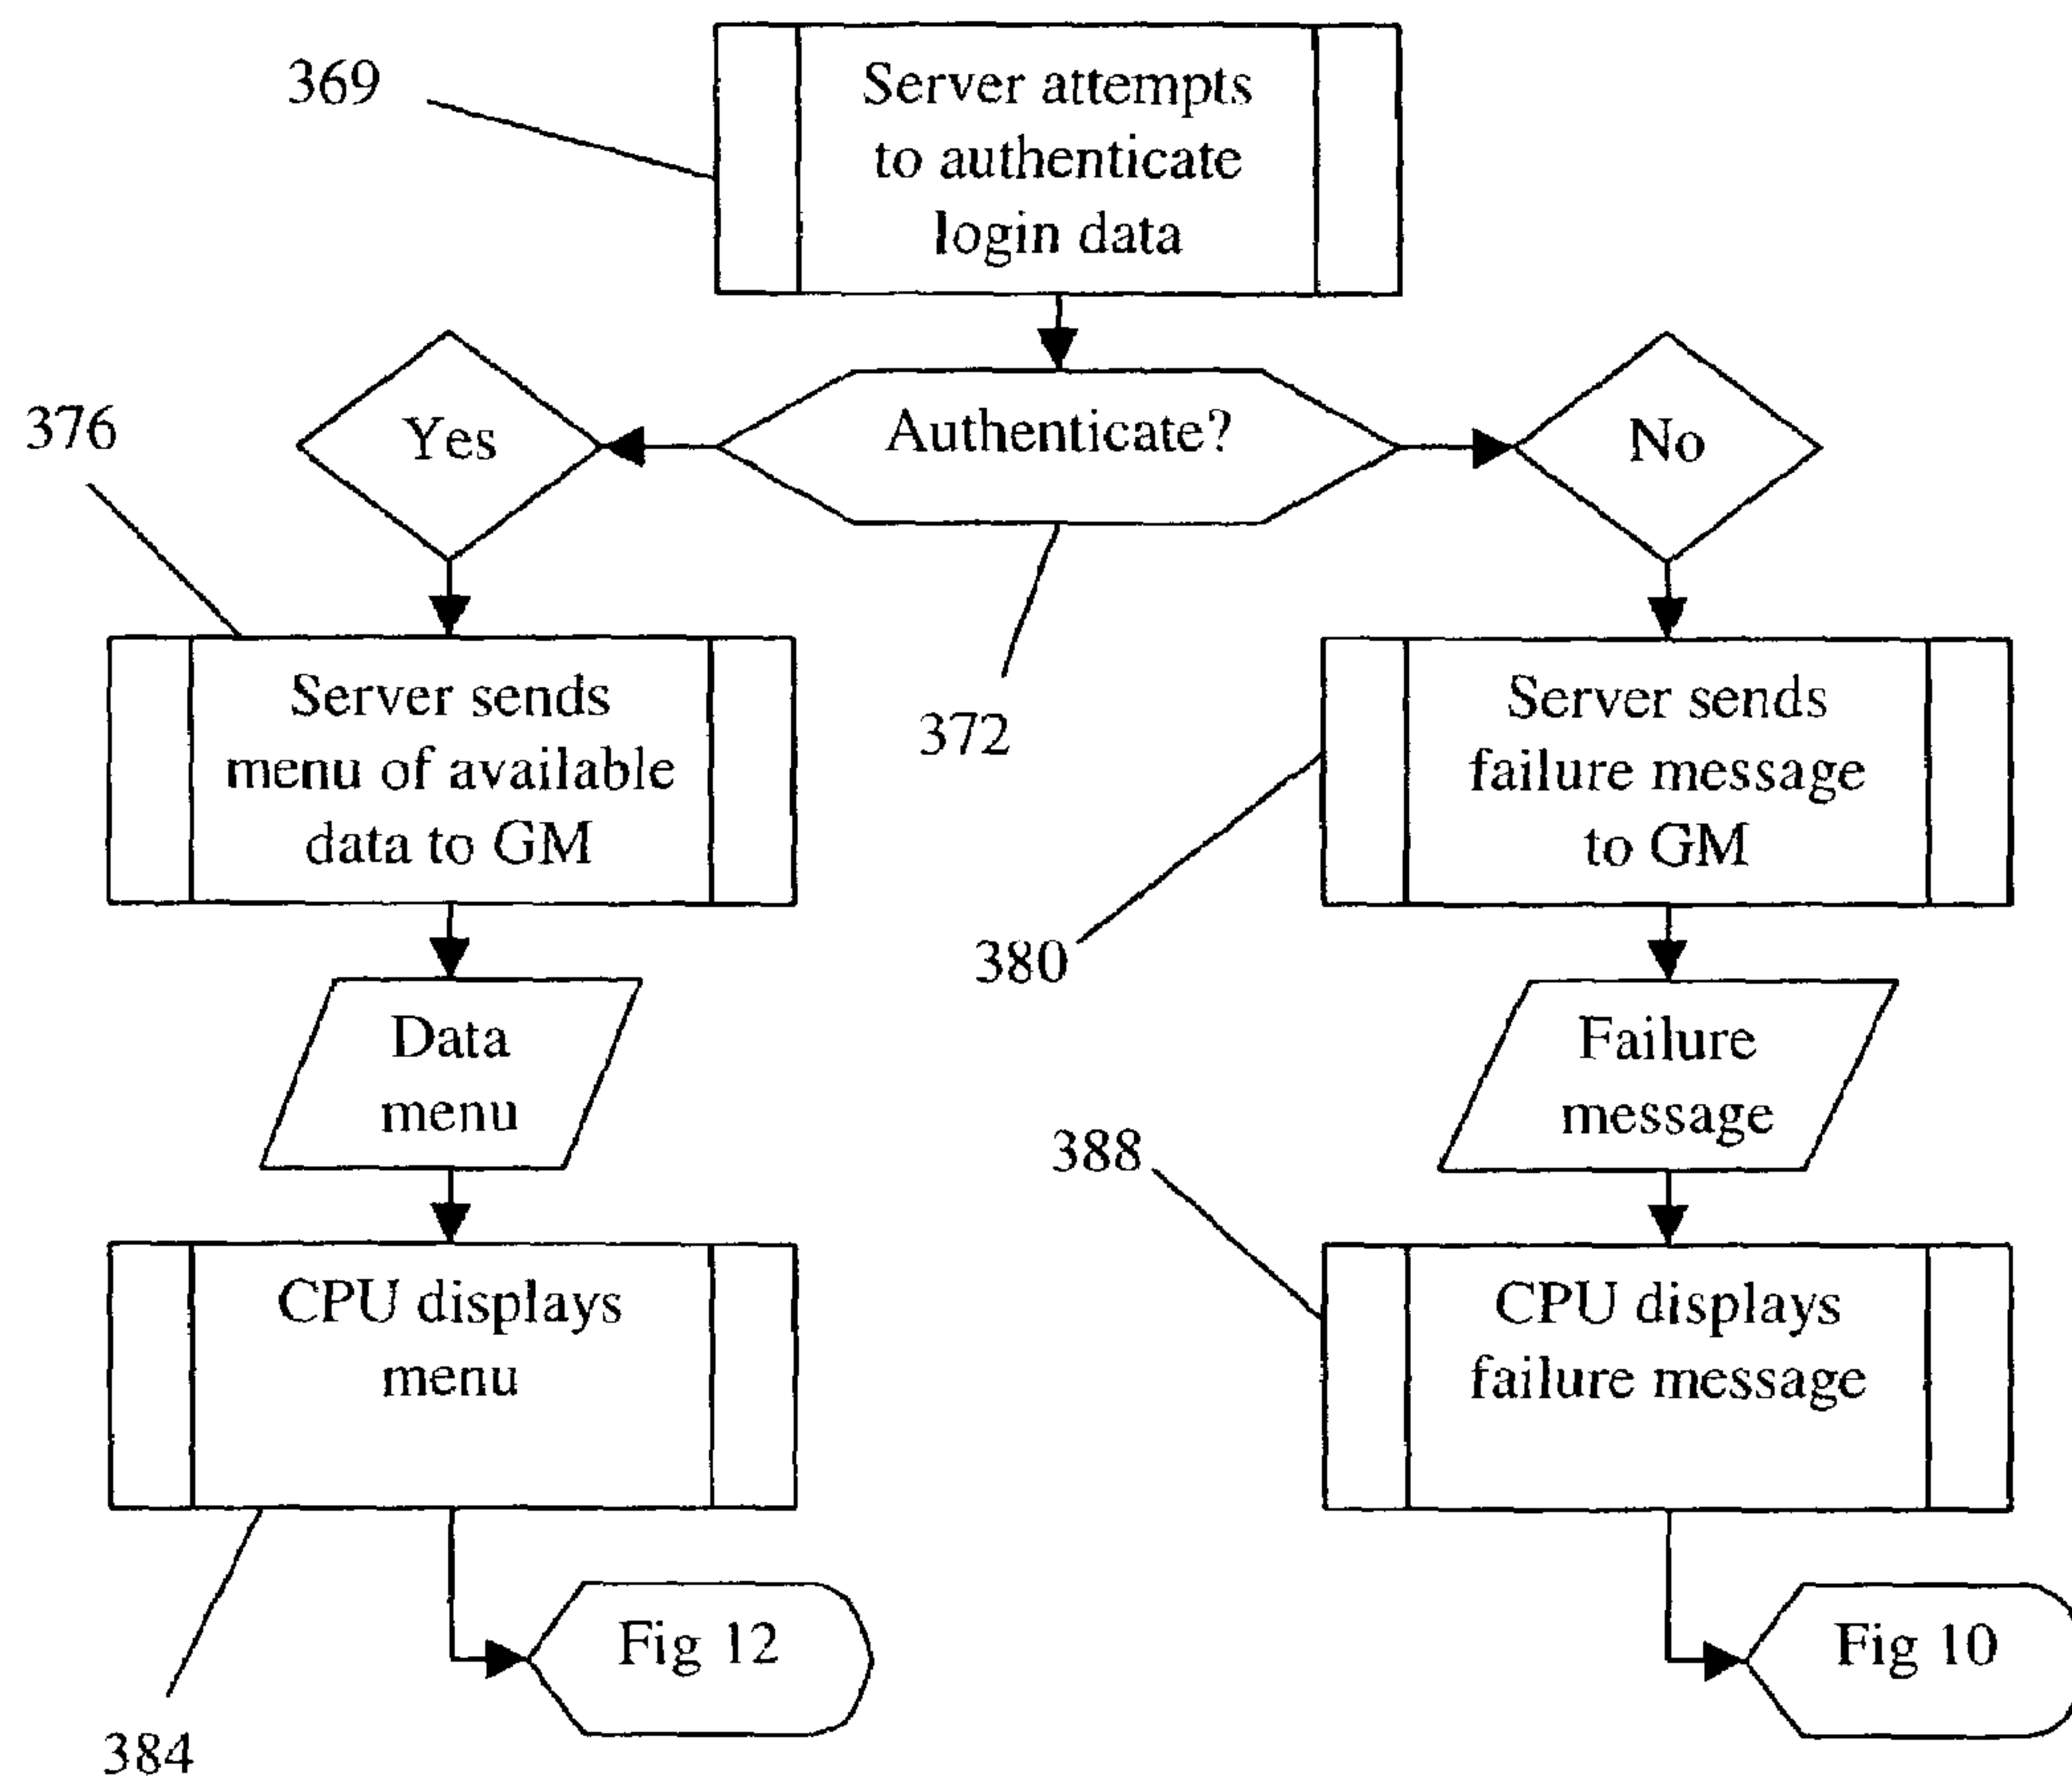 369
Server attempts
to authenticate
login data
376
Yes
Authenticate?
No
372
Server sends
menu of available
data to GM
380
Server sends
failure message
to GM
Data
menu
388
Failure
message
CPU displays
menu
CPU displays
failure message
384
Fig 12
Fig 10